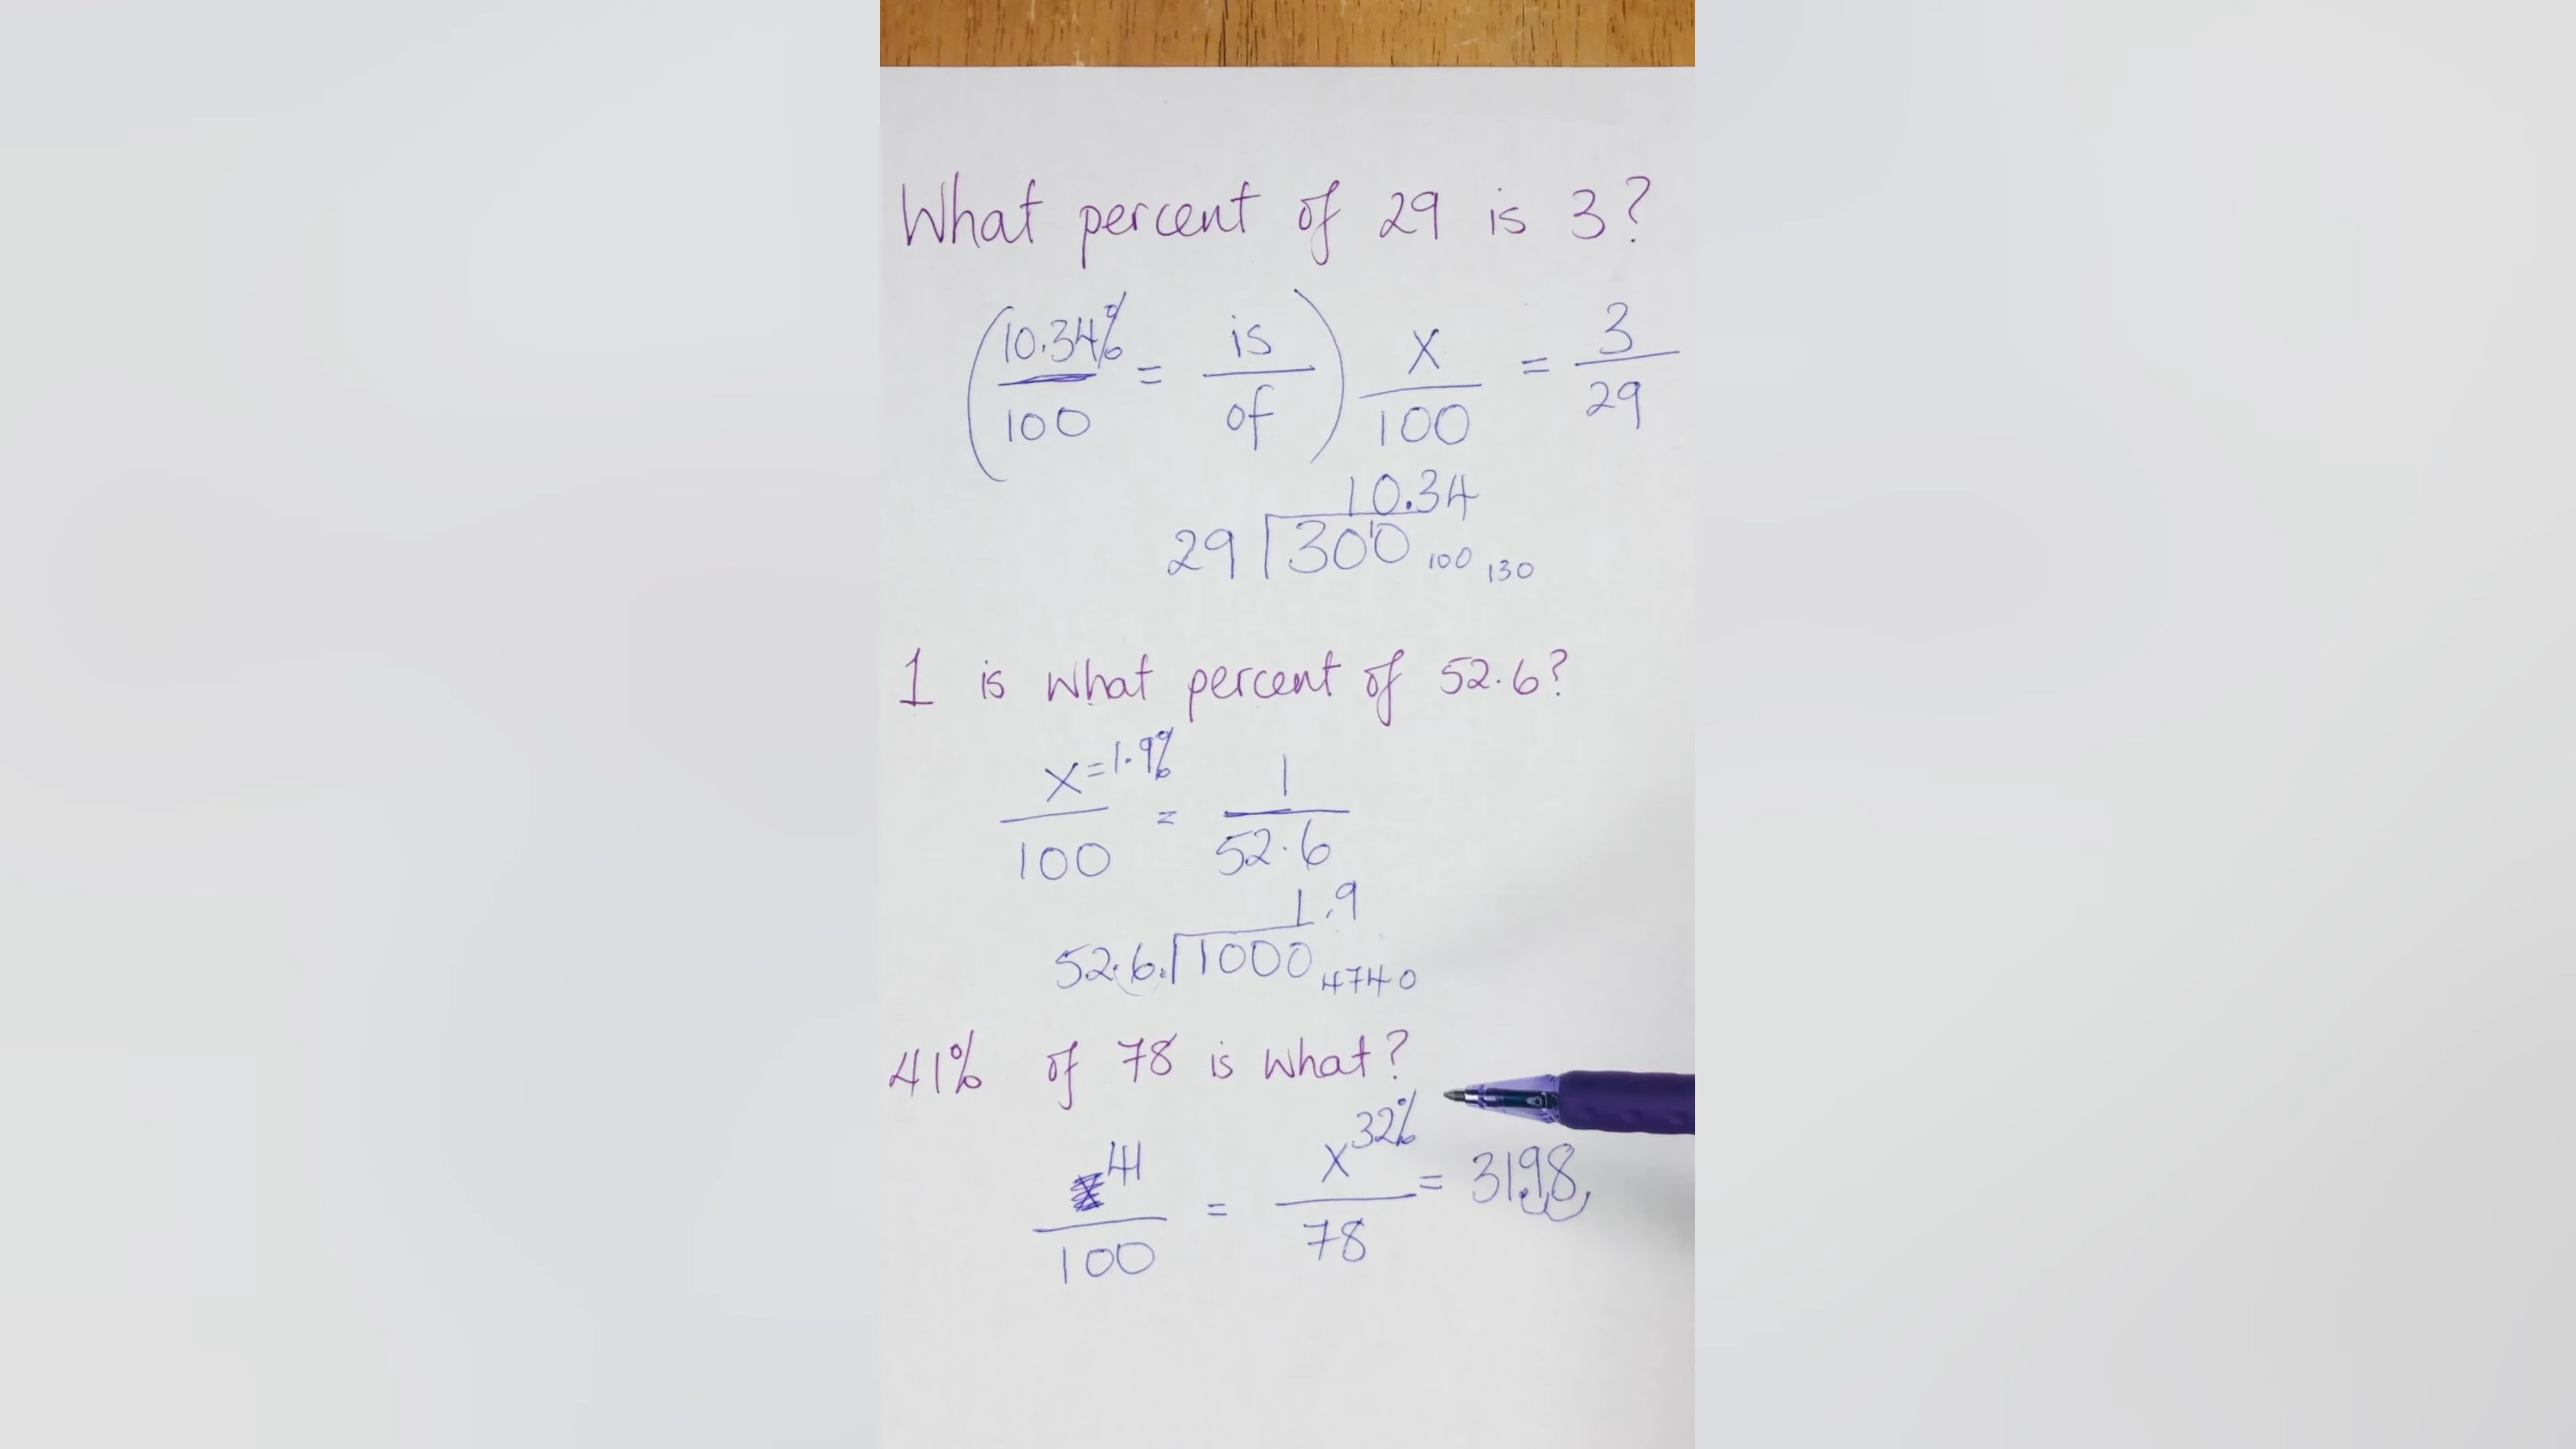 What percent of 29 is 3?
(10.34%/100 = is/of) x/100 = 3/29
10.34
29⟌300 100 130
1 is what percent of 52.6?
x=1.9%/100 = 1/52.6
1.9
52.6.⟌1000 4740
41% of 78 is what?
41/100 = x 32%/78 = 31.98.